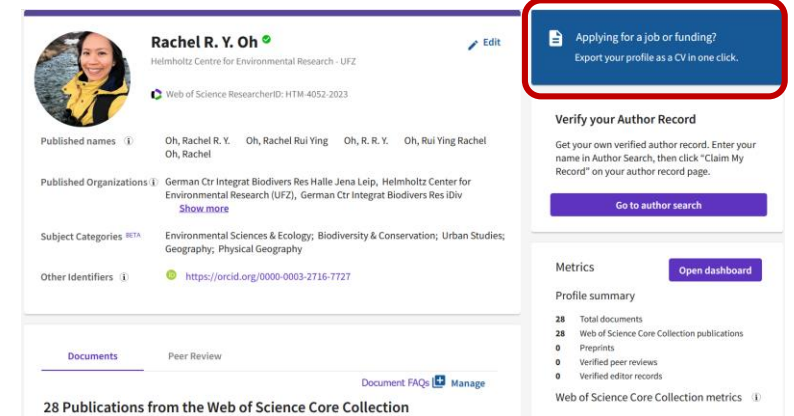 Rachel R. Y. Oh
Edit
Helmholtz Centre for Environmental Research - UFZ
Web of Science ResearcherID: HTM-4052-2023
Published names
Oh, Rachel R. Y. Oh, Rachel Rui Ying Oh, R. R. Y. Oh, Rui Ying Rachel
Oh, Rachel
Published Organizations
German Ctr Integrat Biodivers Res Halle Jena Leip, Helmholtz Center for
Environmental Research (UFZ), German Ctr Integrat Biodivers Res iDiv
Show more
Subject Categories BETA
Environmental Sciences & Ecology; Biodiversity & Conservation; Urban Studies;
Geography; Physical Geography
Other Identifiers
https://orcid.org/0000-0003-2716-7727
Documents
Peer Review
Document FAQs
Manage
28 Publications from the Web of Science Core Collection
Applying for a job or funding?
Export your profile as a CV in one click.
Verify your Author Record
Get your own verified author record. Enter your
name in Author Search, then click "Claim My
Record" on your author record page.
Go to author search
Metrics
Open dashboard
Profile summary
28 Total documents
28 Web of Science Core Collection publications
0 Preprints
0 Verified peer reviews
0 Verified editor records
Web of Science Core Collection metrics